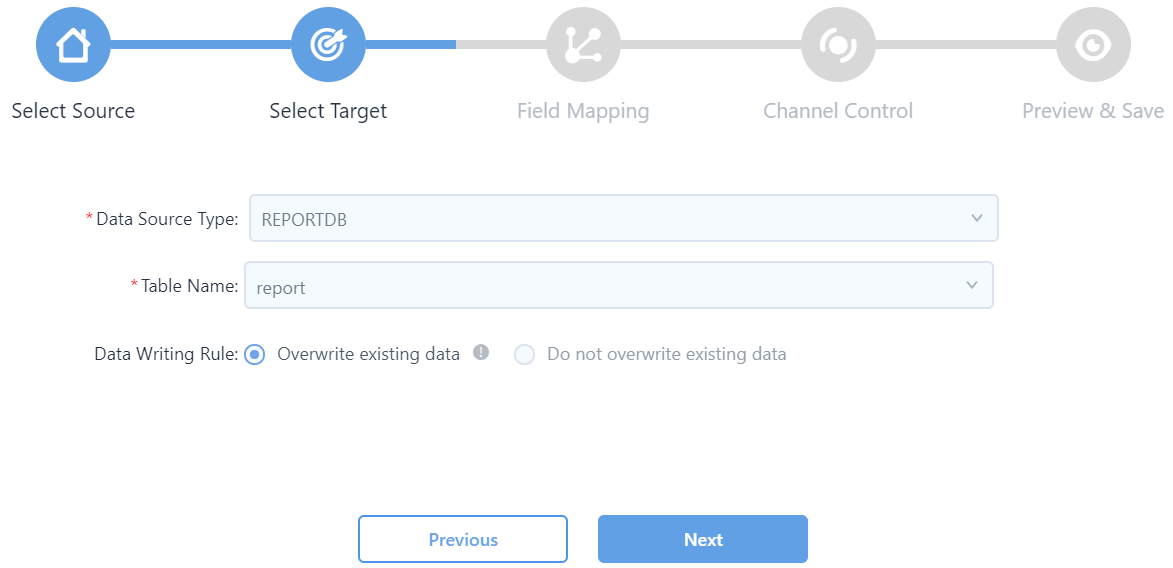 Select Source
Select Target
Field Mapping
Channel Control
Preview & Save
* Data Source Type: REPORTDB
* Table Name: report
Data Writing Rule: Overwrite existing data ! Do not overwrite existing data
Previous
Next